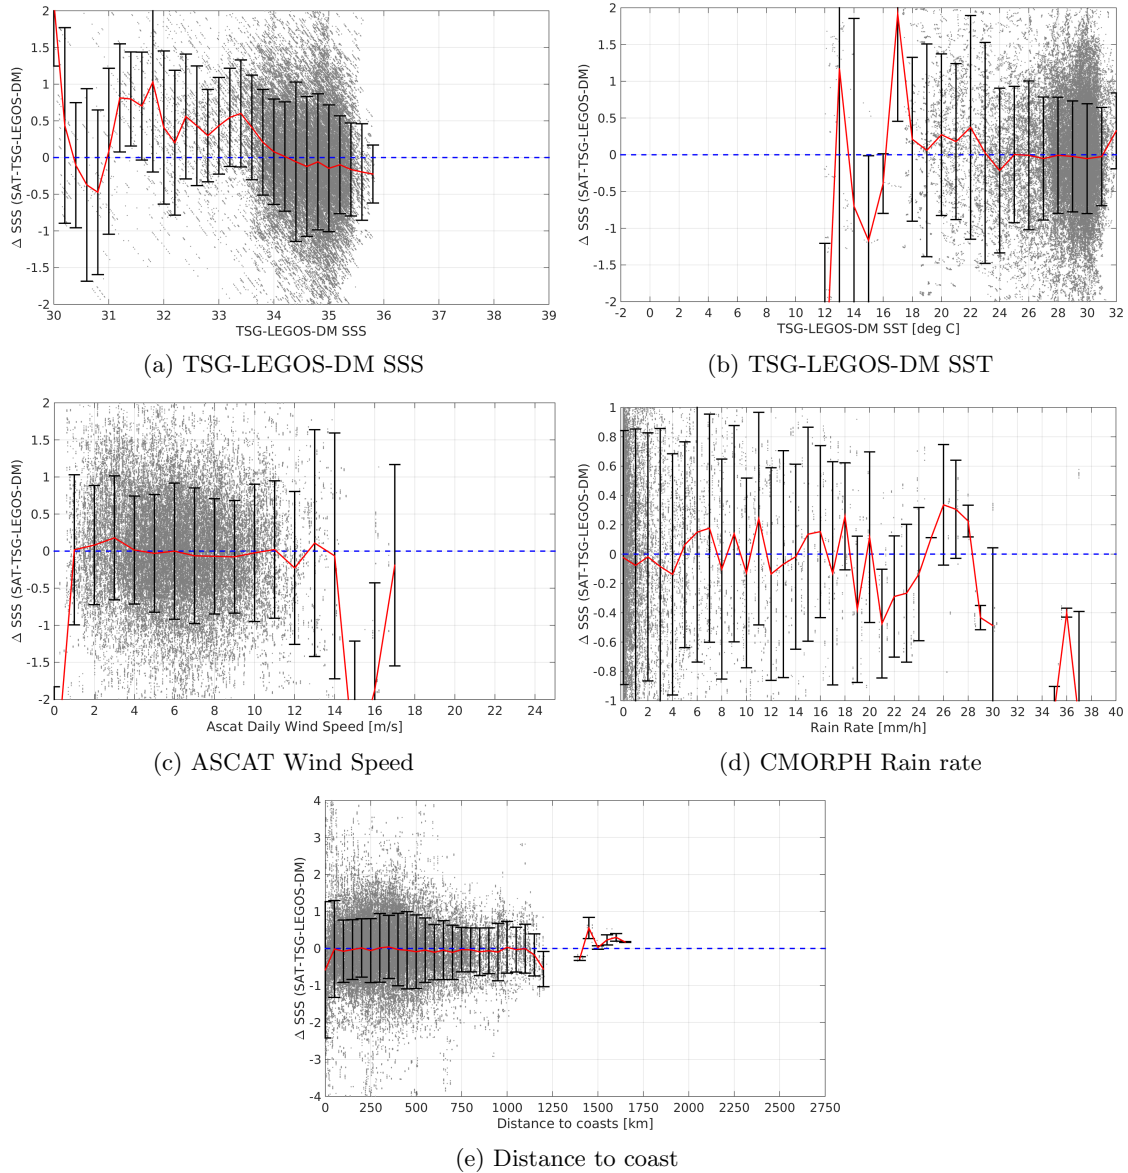 2
1.5
1
0.5
0
-0.5
-1
-1.5
-2
Δ SSS (SAT-TSG-LEGOS-DM)
30 31 32 33 34 35 36 37 38 39
TSG-LEGOS-DM SSS
(a) TSG-LEGOS-DM SSS
2
1.5
1
0.5
0
-0.5
-1
-1.5
-2
Δ SSS (SAT-TSG-LEGOS-DM)
-2 0 2 4 6 8 10 12 14 16 18 20 22 24 26 28 30 32
TSG-LEGOS-DM SST [deg C]
(b) TSG-LEGOS-DM SST
2
1.5
1
0.5
0
-0.5
-1
-1.5
-2
Δ SSS (SAT-TSG-LEGOS-DM)
0 2 4 6 8 10 12 14 16 18 20 22 24
Ascat Daily Wind Speed [m/s]
(c) ASCAT Wind Speed
1
0.8
0.6
0.4
0.2
0
-0.2
-0.4
-0.6
-0.8
-1
Δ SSS (SAT-TSG-LEGOS-DM)
0 2 4 6 8 10 12 14 16 18 20 22 24 26 28 30 32 34 36 38 40
Rain Rate [mm/h]
(d) CMORPH Rain rate
4
3
2
1
0
-1
-2
-3
-4
Δ SSS (SAT-TSG-LEGOS-DM)
0 250 500 750 1000 1250 1500 1750 2000 2250 2500 2750
Distance to coasts [km]
(e) Distance to coast